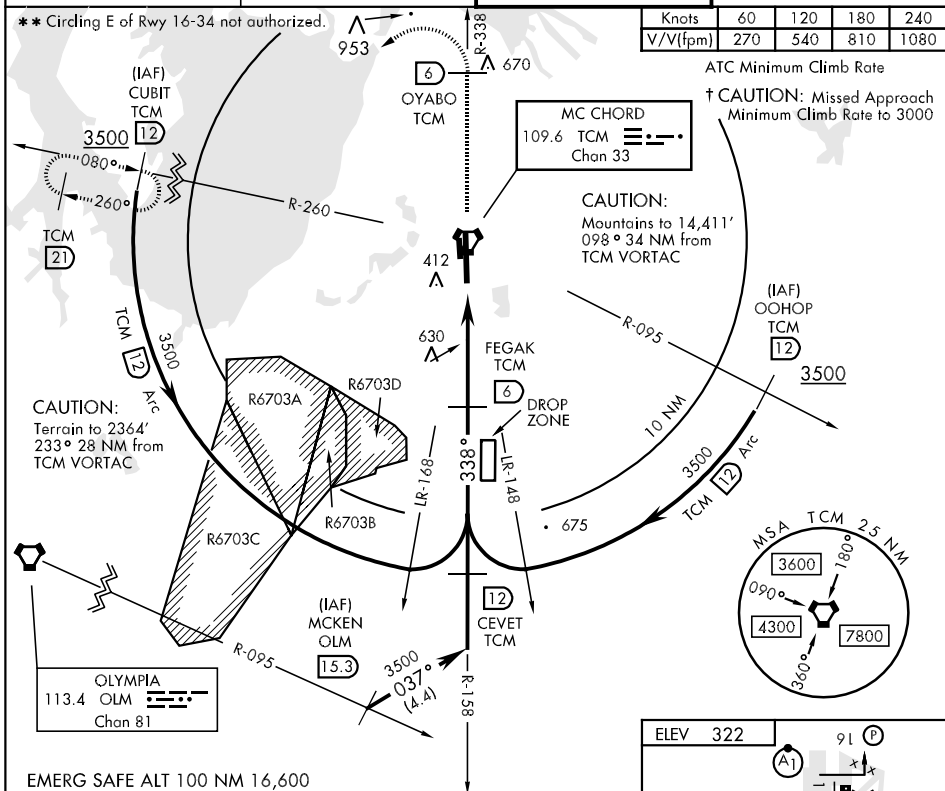 ** Circling E of Rwy 16-34 not authorized.
Knots 60 120 180 240
V/V(fpm) 270 540 810 1080
ATC Minimum Climb Rate
† CAUTION: Missed Approach
Minimum Climb Rate to 3000
953
R-338
670
6
OYABO
TCM
(IAF)
CUBIT
TCM
12
3500
080°
260°
R-260
TCM
21
MC CHORD
109.6 TCM
Chan 33
CAUTION:
Mountains to 14,411'
098° 34 NM from
TCM VORTAC
412
630
R-095
(IAF)
OOHOP
TCM
12
3500
TCM 12 Arc
3500
FEGAK
TCM
6
DROP
ZONE
10 NM
3500
TCM 12 Arc
R6703A
R6703D
R6703B
R6703C
CAUTION:
Terrain to 2364'
233° 28 NM from
TCM VORTAC
LR-168
338°
LR-148
675
MSA TCM 25 NM
3600
180°
090°
4300
7800
360°
12
CEVET
TCM
(IAF)
MCKEN
OLM
15.3
3500
037°
(4.4)
R-095
R-158
OLYMPIA
113.4 OLM
Chan 81
EMERG SAFE ALT 100 NM 16,600
ELEV 322
A1
16
P